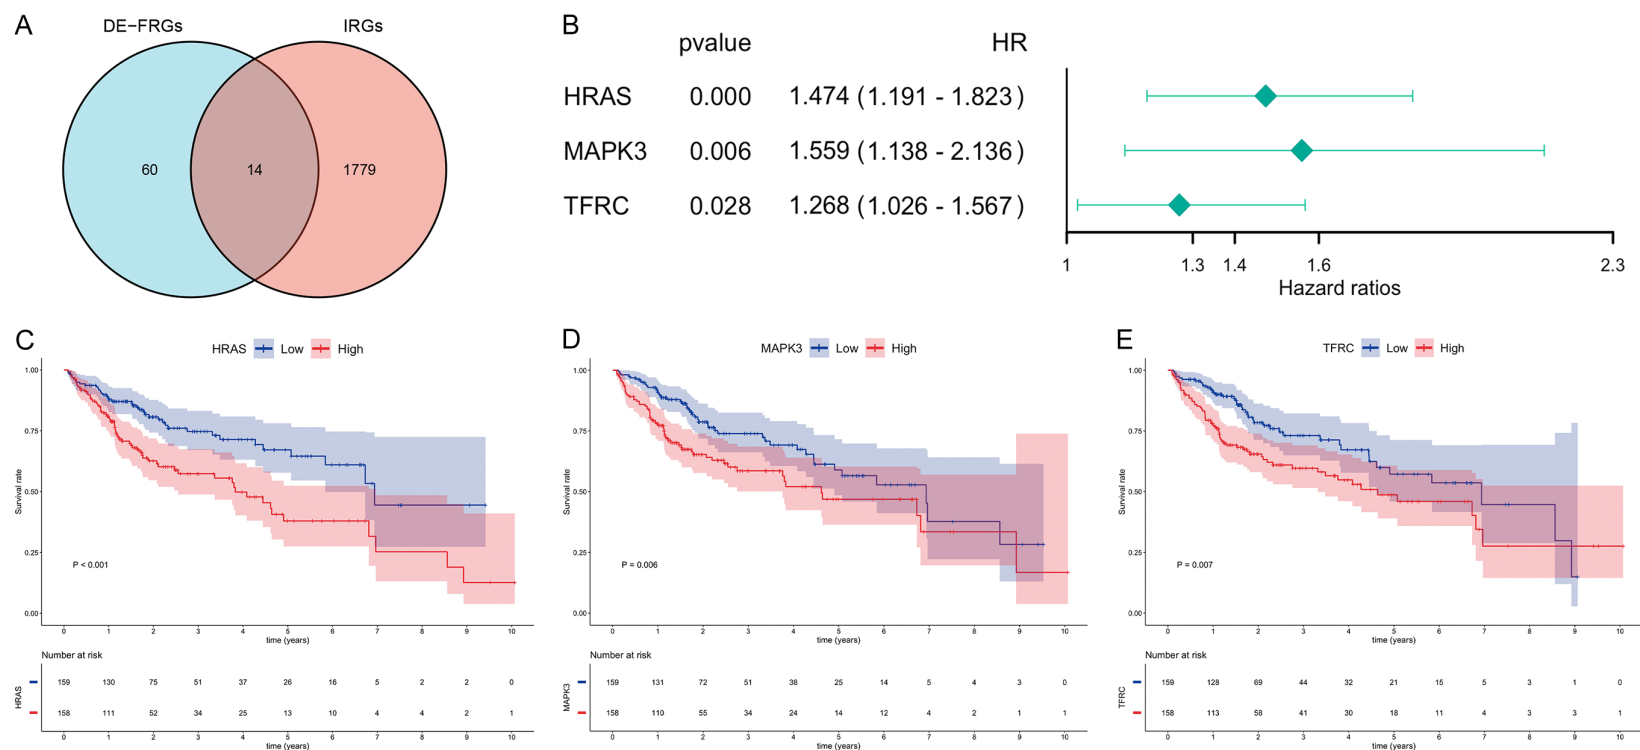 A
DE−FRGs
IRGs
60
14
1779
B
pvalue
HR
HRAS
0.000
1.474 (1.191 - 1.823)
MAPK3
0.006
1.559 (1.138 - 2.136)
TFRC
0.028
1.268 (1.026 - 1.567)
1 1.3 1.4 1.6 2.3
Hazard ratios
C
HRAS Low High
1.00
0.75
0.50
0.25
0.00
Survival rate
P < 0.001
0 1 2 3 4 5 6 7 8 9 10
time (years)
Number at risk
HRAS
159 130 75 51 37 26 16 5 2 2 0
158 111 52 34 25 13 10 4 4 2 1
0 1 2 3 4 5 6 7 8 9 10
time (years)
D
MAPK3 Low High
1.00
0.75
0.50
0.25
0.00
Survival rate
P = 0.006
0 1 2 3 4 5 6 7 8 9 10
time (years)
Number at risk
MAPK3
159 131 72 51 38 25 14 5 4 3 0
158 110 55 34 24 14 12 4 2 1 1
0 1 2 3 4 5 6 7 8 9 10
time (years)
E
TFRC Low High
1.00
0.75
0.50
0.25
0.00
Survival rate
P = 0.007
0 1 2 3 4 5 6 7 8 9 10
time (years)
Number at risk
TFRC
159 128 69 44 32 21 15 5 3 1 0
158 113 58 41 30 18 11 4 3 3 1
0 1 2 3 4 5 6 7 8 9 10
time (years)